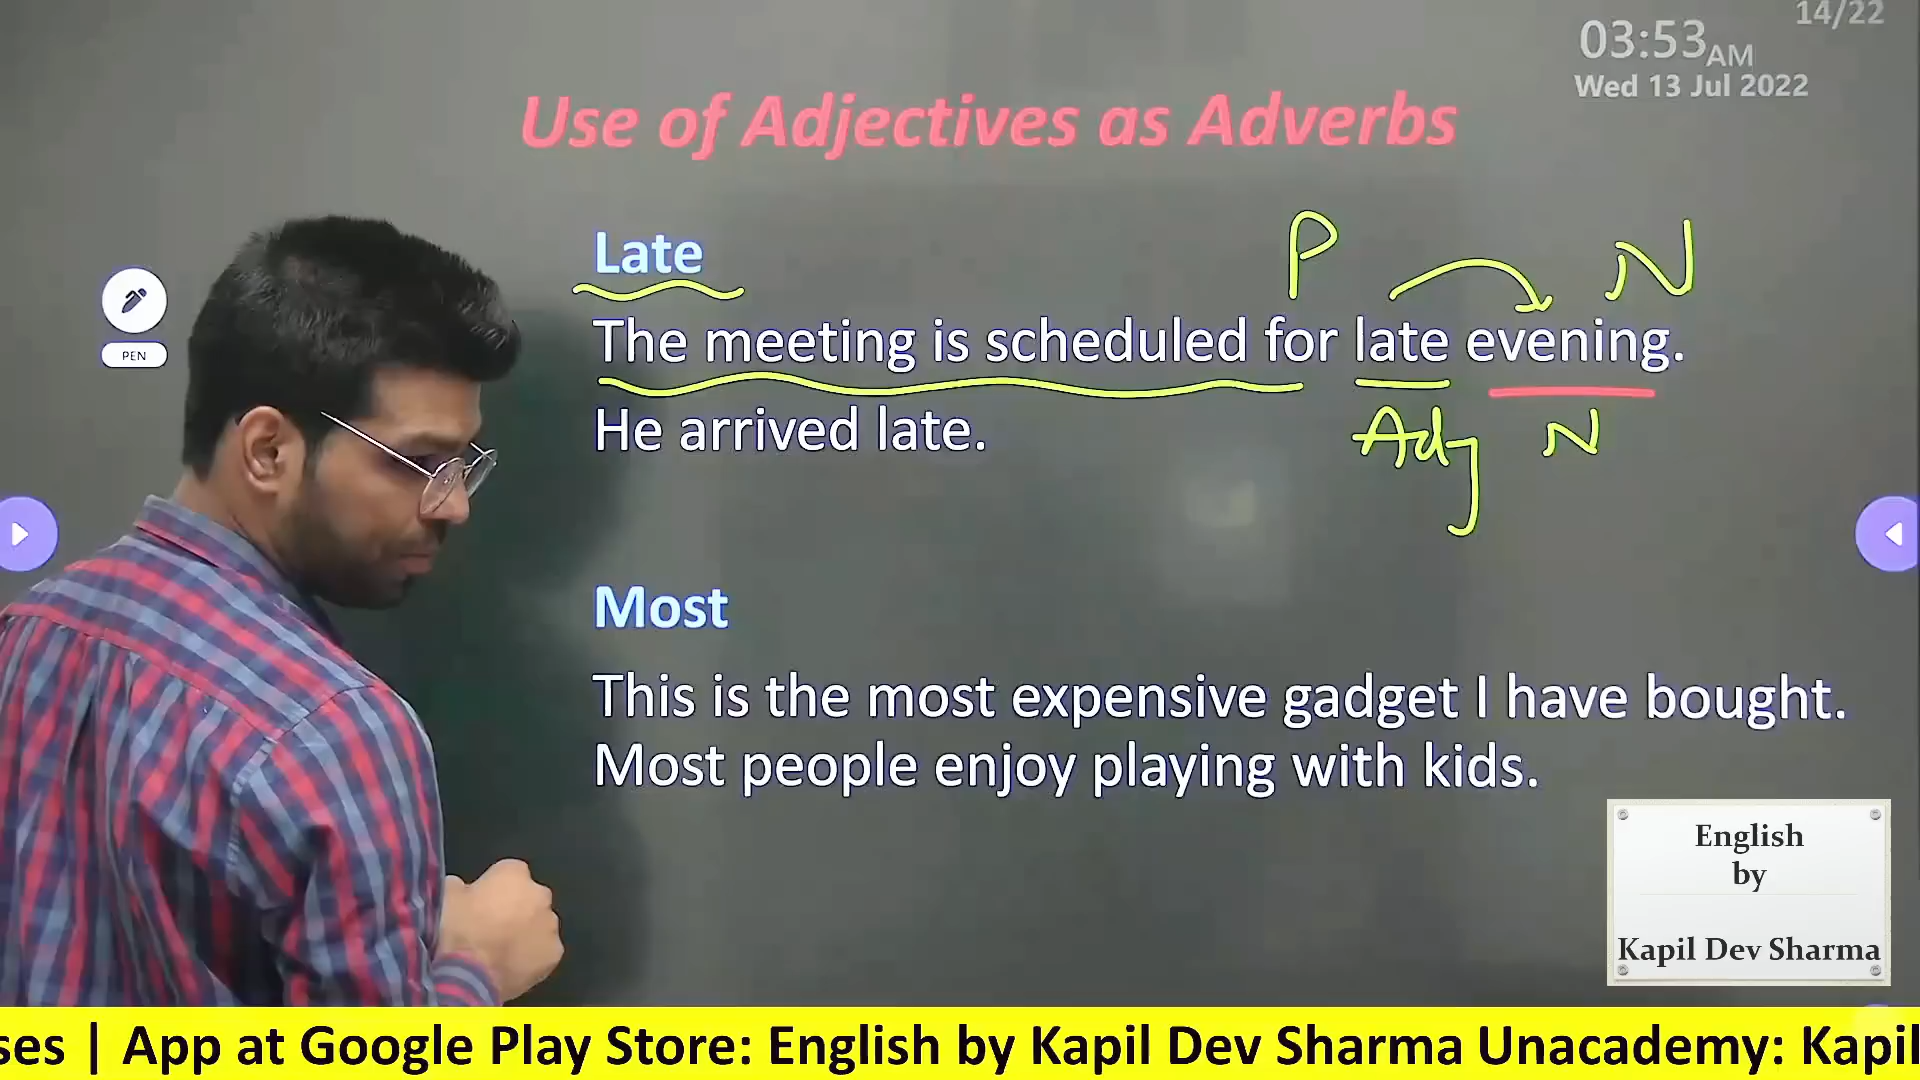 14/22
03:53AM
Wed 13 Jul 2022
Use of Adjectives as Adverbs
Late
P N
PEN
The meeting is scheduled for late evening.
Adj N
He arrived late.
Most
This is the most expensive gadget I have bought.
Most people enjoy playing with kids.
English
by
Kapil Dev Sharma
ses | App at Google Play Store: English by Kapil Dev Sharma Unacademy: Kapil